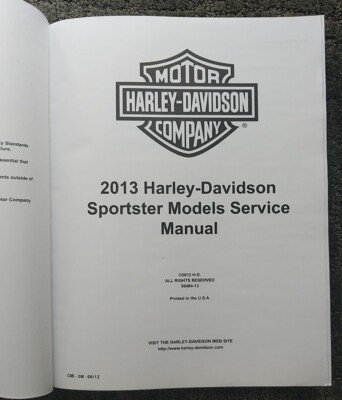 y Standards
ssential that
ents outside of
tor Company
MOTOR
HARLEY-DAVIDSON
COMPANY
®
2013 Harley-Davidson
Sportster Models Service
Manual
©2012 H-D.
ALL RIGHTS RESERVED
99484-13
Printed in the U.S.A.
VISIT THE HARLEY-DAVIDSON WEB SITE
http://www.harley-davidson.com